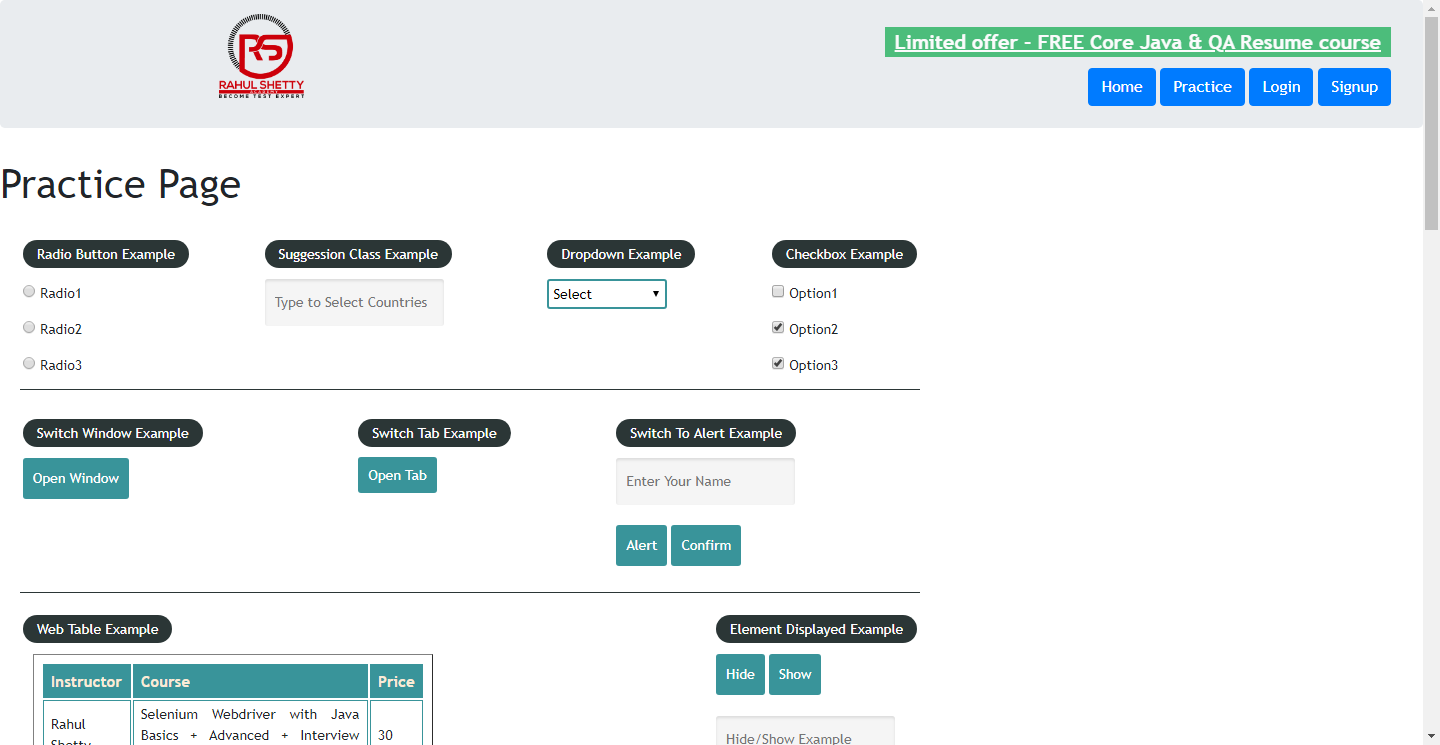 RS
RAHUL SHETTY
ACADEMY
BECOME TEST EXPERT
Limited offer - FREE Core Java & QA Resume course
Home Practice Login Signup
Practice Page
Radio Button Example
Radio1
Radio2
Radio3
Suggession Class Example
Type to Select Countries
Dropdown Example
Select
Checkbox Example
Option1
Option2
Option3
Switch Window Example
Open Window
Switch Tab Example
Open Tab
Switch To Alert Example
Enter Your Name
Alert Confirm
Web Table Example
Instructor Course Price
Rahul
Shetty
Selenium Webdriver with Java
Basics + Advanced + Interview
30
Element Displayed Example
Hide Show
Hide/Show Example